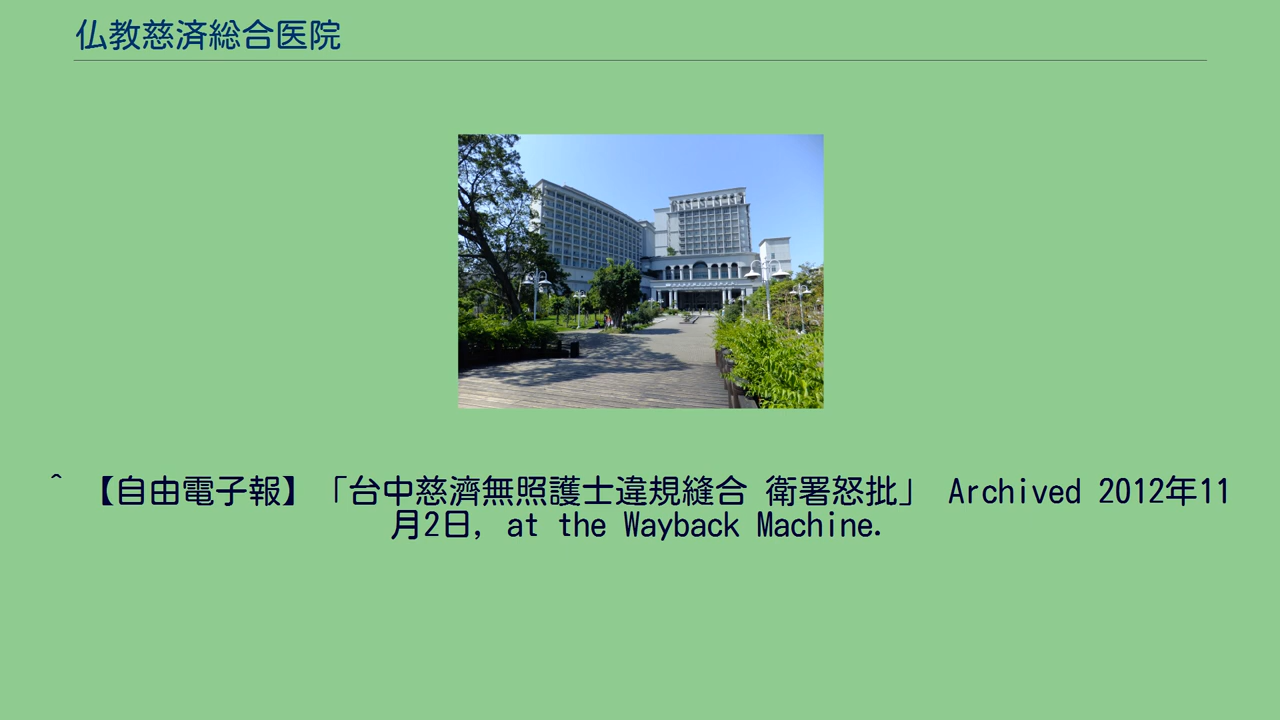 仏教慈済総合医院
^ 【自由電子報】「台中慈濟無照護士違規縫合 衛署怒批」 Archived 2012年11
月2日, at the Wayback Machine.